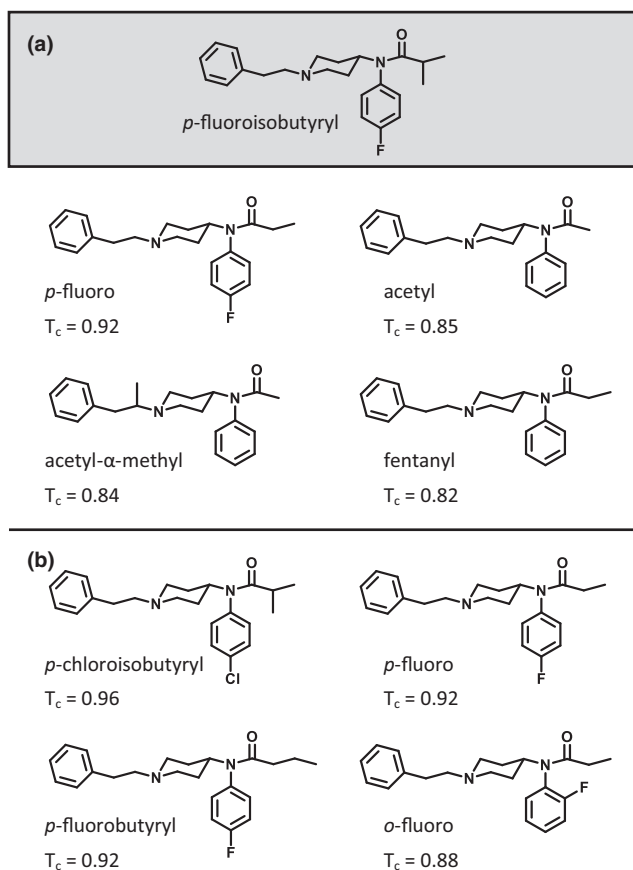 (a)
O
N
N
p-fluoroisobutyryl
F
O
N
N
p-fluoro
F
T_c = 0.92
O
N
N
acetyl
T_c = 0.85
O
N
N
acetyl-α-methyl
T_c = 0.84
O
N
N
fentanyl
T_c = 0.82
(b)
O
N
N
p-chloroisobutyryl
Cl
T_c = 0.96
O
N
N
p-fluoro
F
T_c = 0.92
O
N
N
p-fluorobutyryl
F
T_c = 0.92
O
N
N
F
o-fluoro
T_c = 0.88